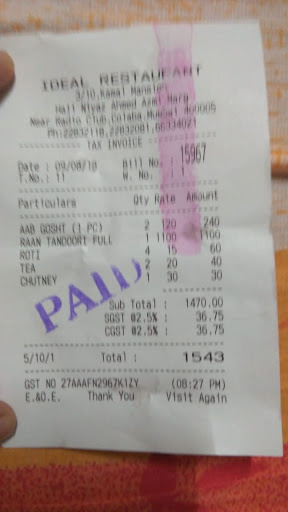 IDEAL RESTAURANT
3/10, Kamal Mansion
Haji Niyaz Ahmed Azmi Marg
Near Radio Club, Colaba, Mumbai 400005
Ph:22832118,22832081,66334021
TAX INVOICE
Date : 09/08/18 Bill No. : 15967
T.No.: 11 W. No. : 1
Particulars Qty Rate Amount
AAB GOSHT (1 PC) 2 120 240
RAAN TANDOORI FULL 1 1100 1100
ROTI 4 15 60
TEA 2 20 40
CHUTNEY 1 30 30
PAID
Sub Total : 1470.00
SGST @2.5% : 36.75
CGST @2.5% : 36.75
5/10/1 Total : 1543
GST NO 27AAAFN2967K1ZY (08:27 PM)
E.&O.E. Thank You Visit Again